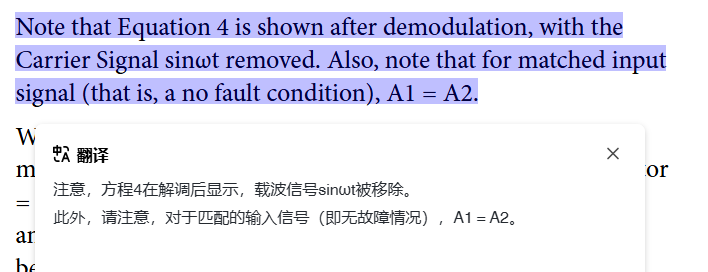 Note that Equation 4 is shown after demodulation, with the
Carrier Signal sinωt removed. Also, note that for matched input
signal (that is, a no fault condition), A1 = A2.
W
翻译
m
tor
注意，方程4在解调后显示，载波信号sinωt被移除。
=
此外，请注意，对于匹配的输入信号（即无故障情况），A1 = A2。
ar
be